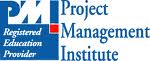 PMI
Registered
Education
Provider
Project
Management
Institute